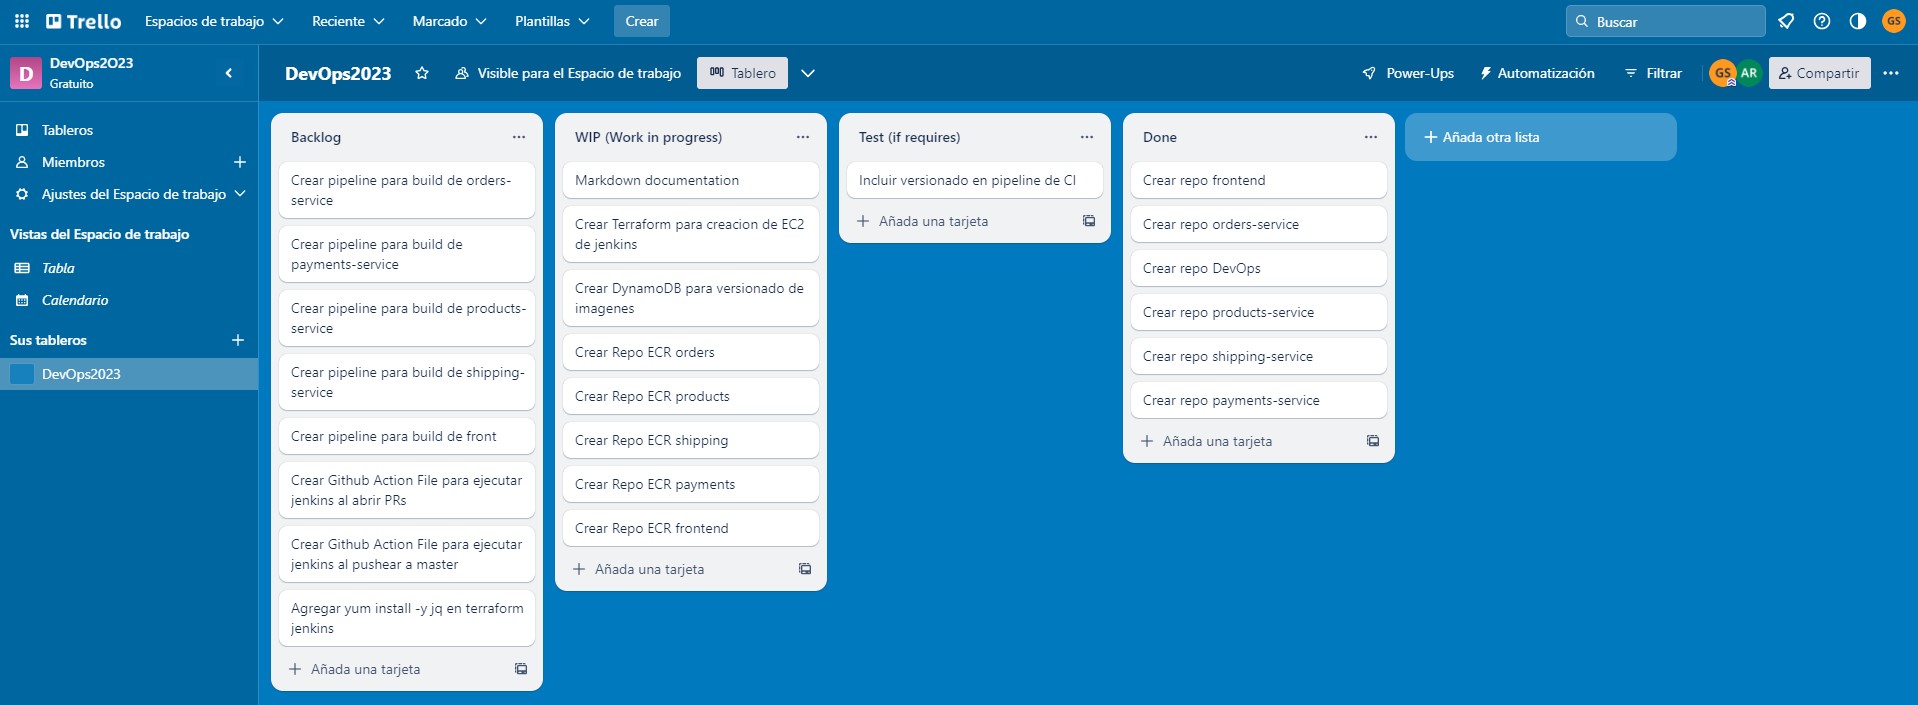 Trello
Espacios de trabajo
Reciente
Marcado
Plantillas
Crear
Buscar
GS
D
DevOps2O23
Gratuito
DevOps2023
Visible para el Espacio de trabajo
Tablero
Power-Ups
Automatización
Filtrar
GS
AR
Compartir
Tableros
Miembros
Ajustes del Espacio de trabajo
Vistas del Espacio de trabajo
Tabla
Calendario
Sus tableros
DevOps2023
Backlog
Crear pipeline para build de orders-
service
Crear pipeline para build de
payments-service
Crear pipeline para build de products-
service
Crear pipeline para build de shipping-
service
Crear pipeline para build de front
Crear Github Action File para ejecutar
jenkins al abrir PRs
Crear Github Action File para ejecutar
jenkins al pushear a master
Agregar yum install -y jq en terraform
jenkins
Añada una tarjeta
WIP (Work in progress)
Markdown documentation
Crear Terraform para creacion de EC2
de jenkins
Crear DynamoDB para versionado de
imagenes
Crear Repo ECR orders
Crear Repo ECR products
Crear Repo ECR shipping
Crear Repo ECR payments
Crear Repo ECR frontend
Añada una tarjeta
Test (if requires)
Incluir versionado en pipeline de CI
Añada una tarjeta
Done
Crear repo frontend
Crear repo orders-service
Crear repo DevOps
Crear repo products-service
Crear repo shipping-service
Crear repo payments-service
Añada una tarjeta
Añada otra lista